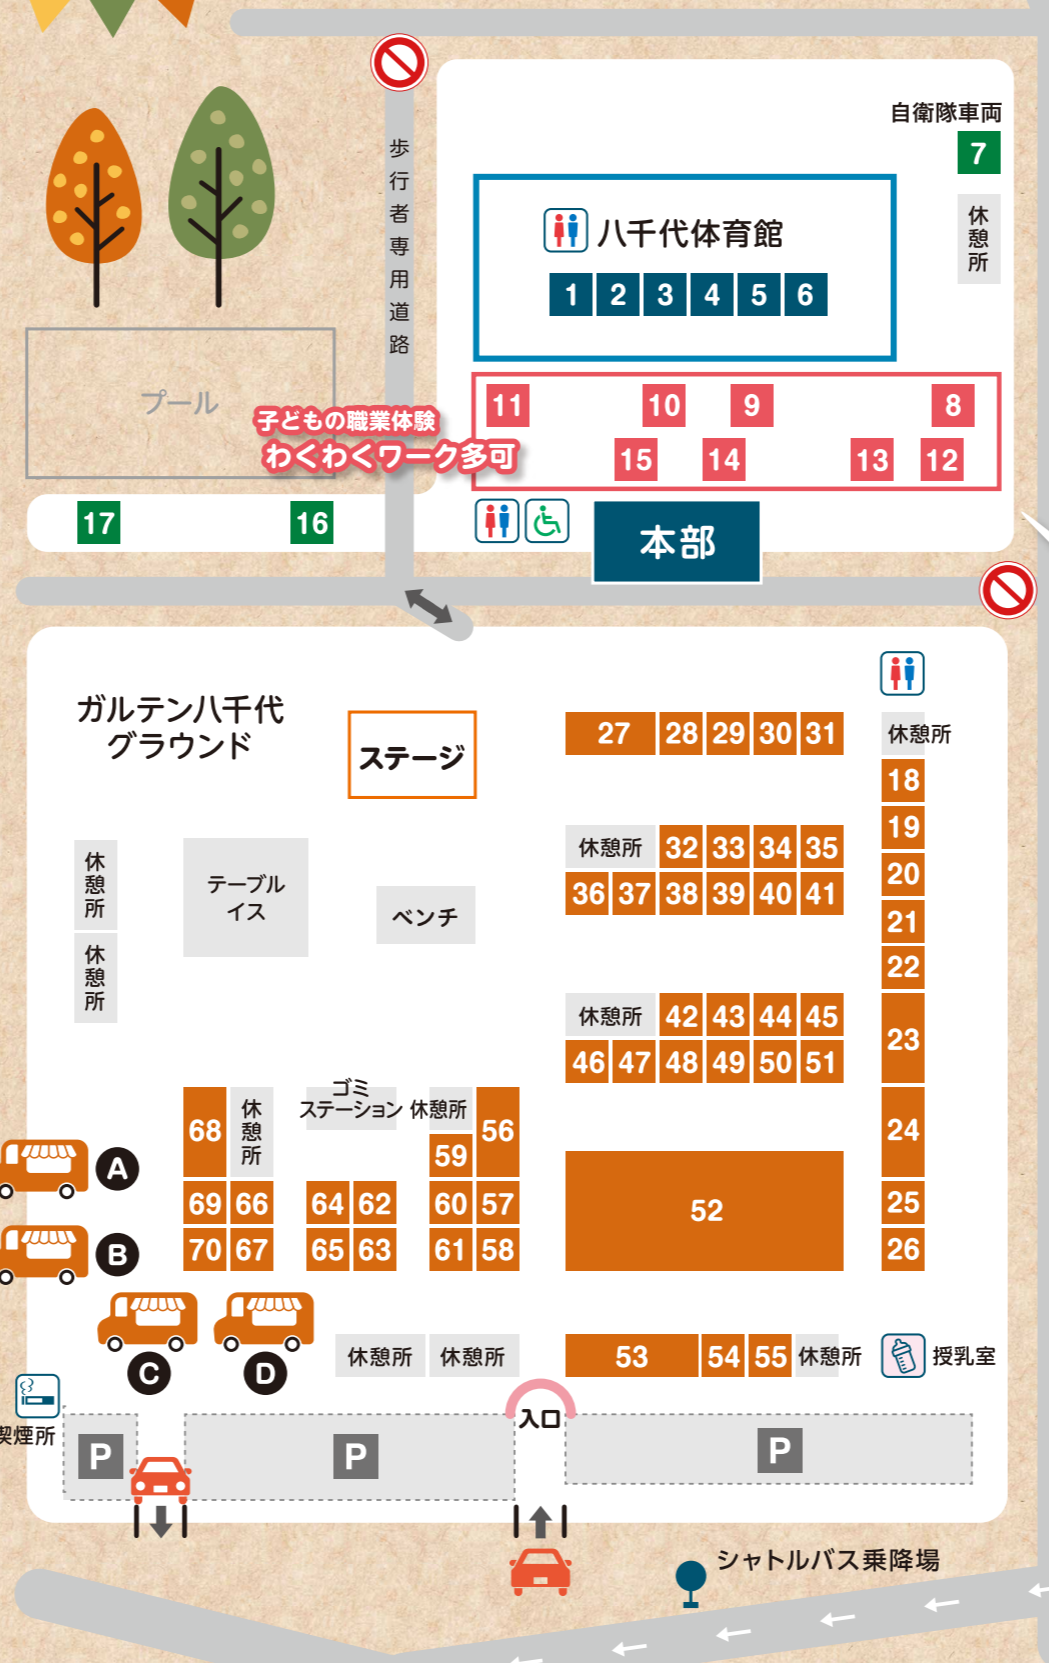 自衛隊車両
7
休憩所
歩行者専用道路
八千代体育館
1 2 3 4 5 6
プール
子どもの職業体験
わくわくワーク多可
11 10 9 8
15 14 13 12
17 16
本部
ガルテン八千代
グラウンド
ステージ
27 28 29 30 31
休憩所
18
19
20
21
22
23
24
25
26
休憩所 32 33 34 35
36 37 38 39 40 41
休憩所
休憩所
テーブル
イス
ベンチ
休憩所 42 43 44 45
46 47 48 49 50 51
ゴミ
ステーション
休憩所
68 休憩所 59 56
69 66 64 62 60 57
70 67 65 63 61 58
52
A
B
C
D
休憩所 休憩所
53 54 55 休憩所
授乳室
喫煙所
入口
P P P
シャトルバス乗降場